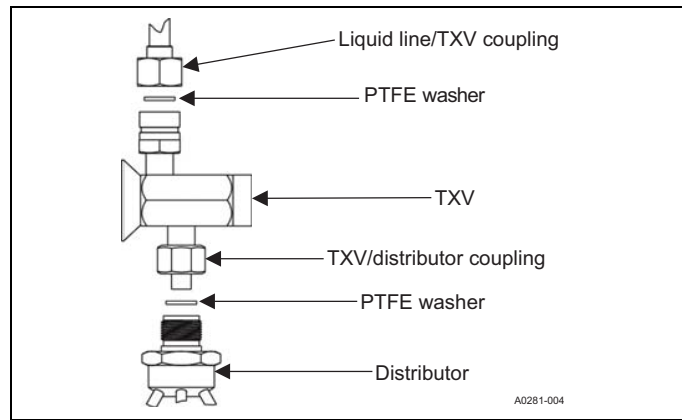 Liquid line/TXV coupling
PTFE washer
TXV
TXV/distributor coupling
PTFE washer
Distributor
A0281-004